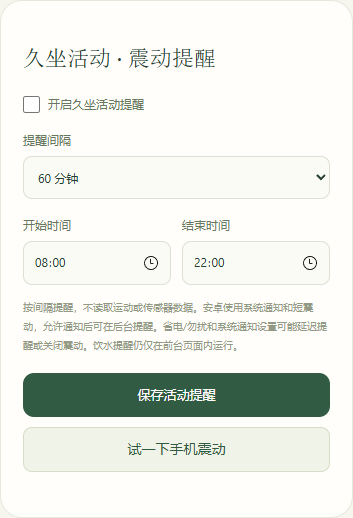 久坐活动 · 震动提醒
开启久坐活动提醒
提醒间隔
60 分钟
开始时间 结束时间
08:00 22:00
按间隔提醒，不读取运动或传感器数据。安卓使用系统通知和短震
动，允许通知后可在后台提醒。省电/勿扰和系统通知设置可能延迟提
醒或关闭震动。饮水提醒仍仅在前台页面内运行。
保存活动提醒
试一下手机震动